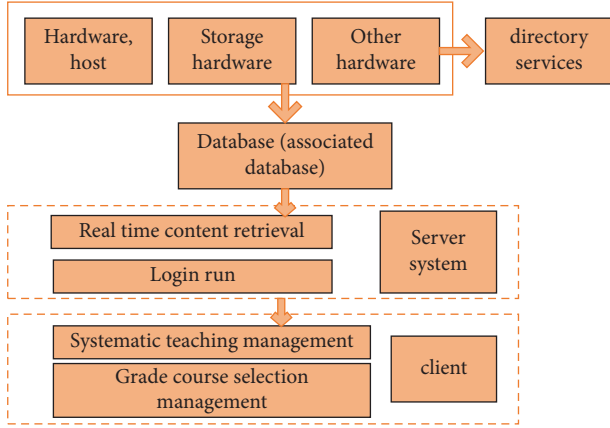 Hardware,
host
Storage
hardware
Other
hardware
directory
services
Database (associated
database)
Real time content retrieval
Login run
Server
system
Systematic teaching management
Grade course selection
management
client